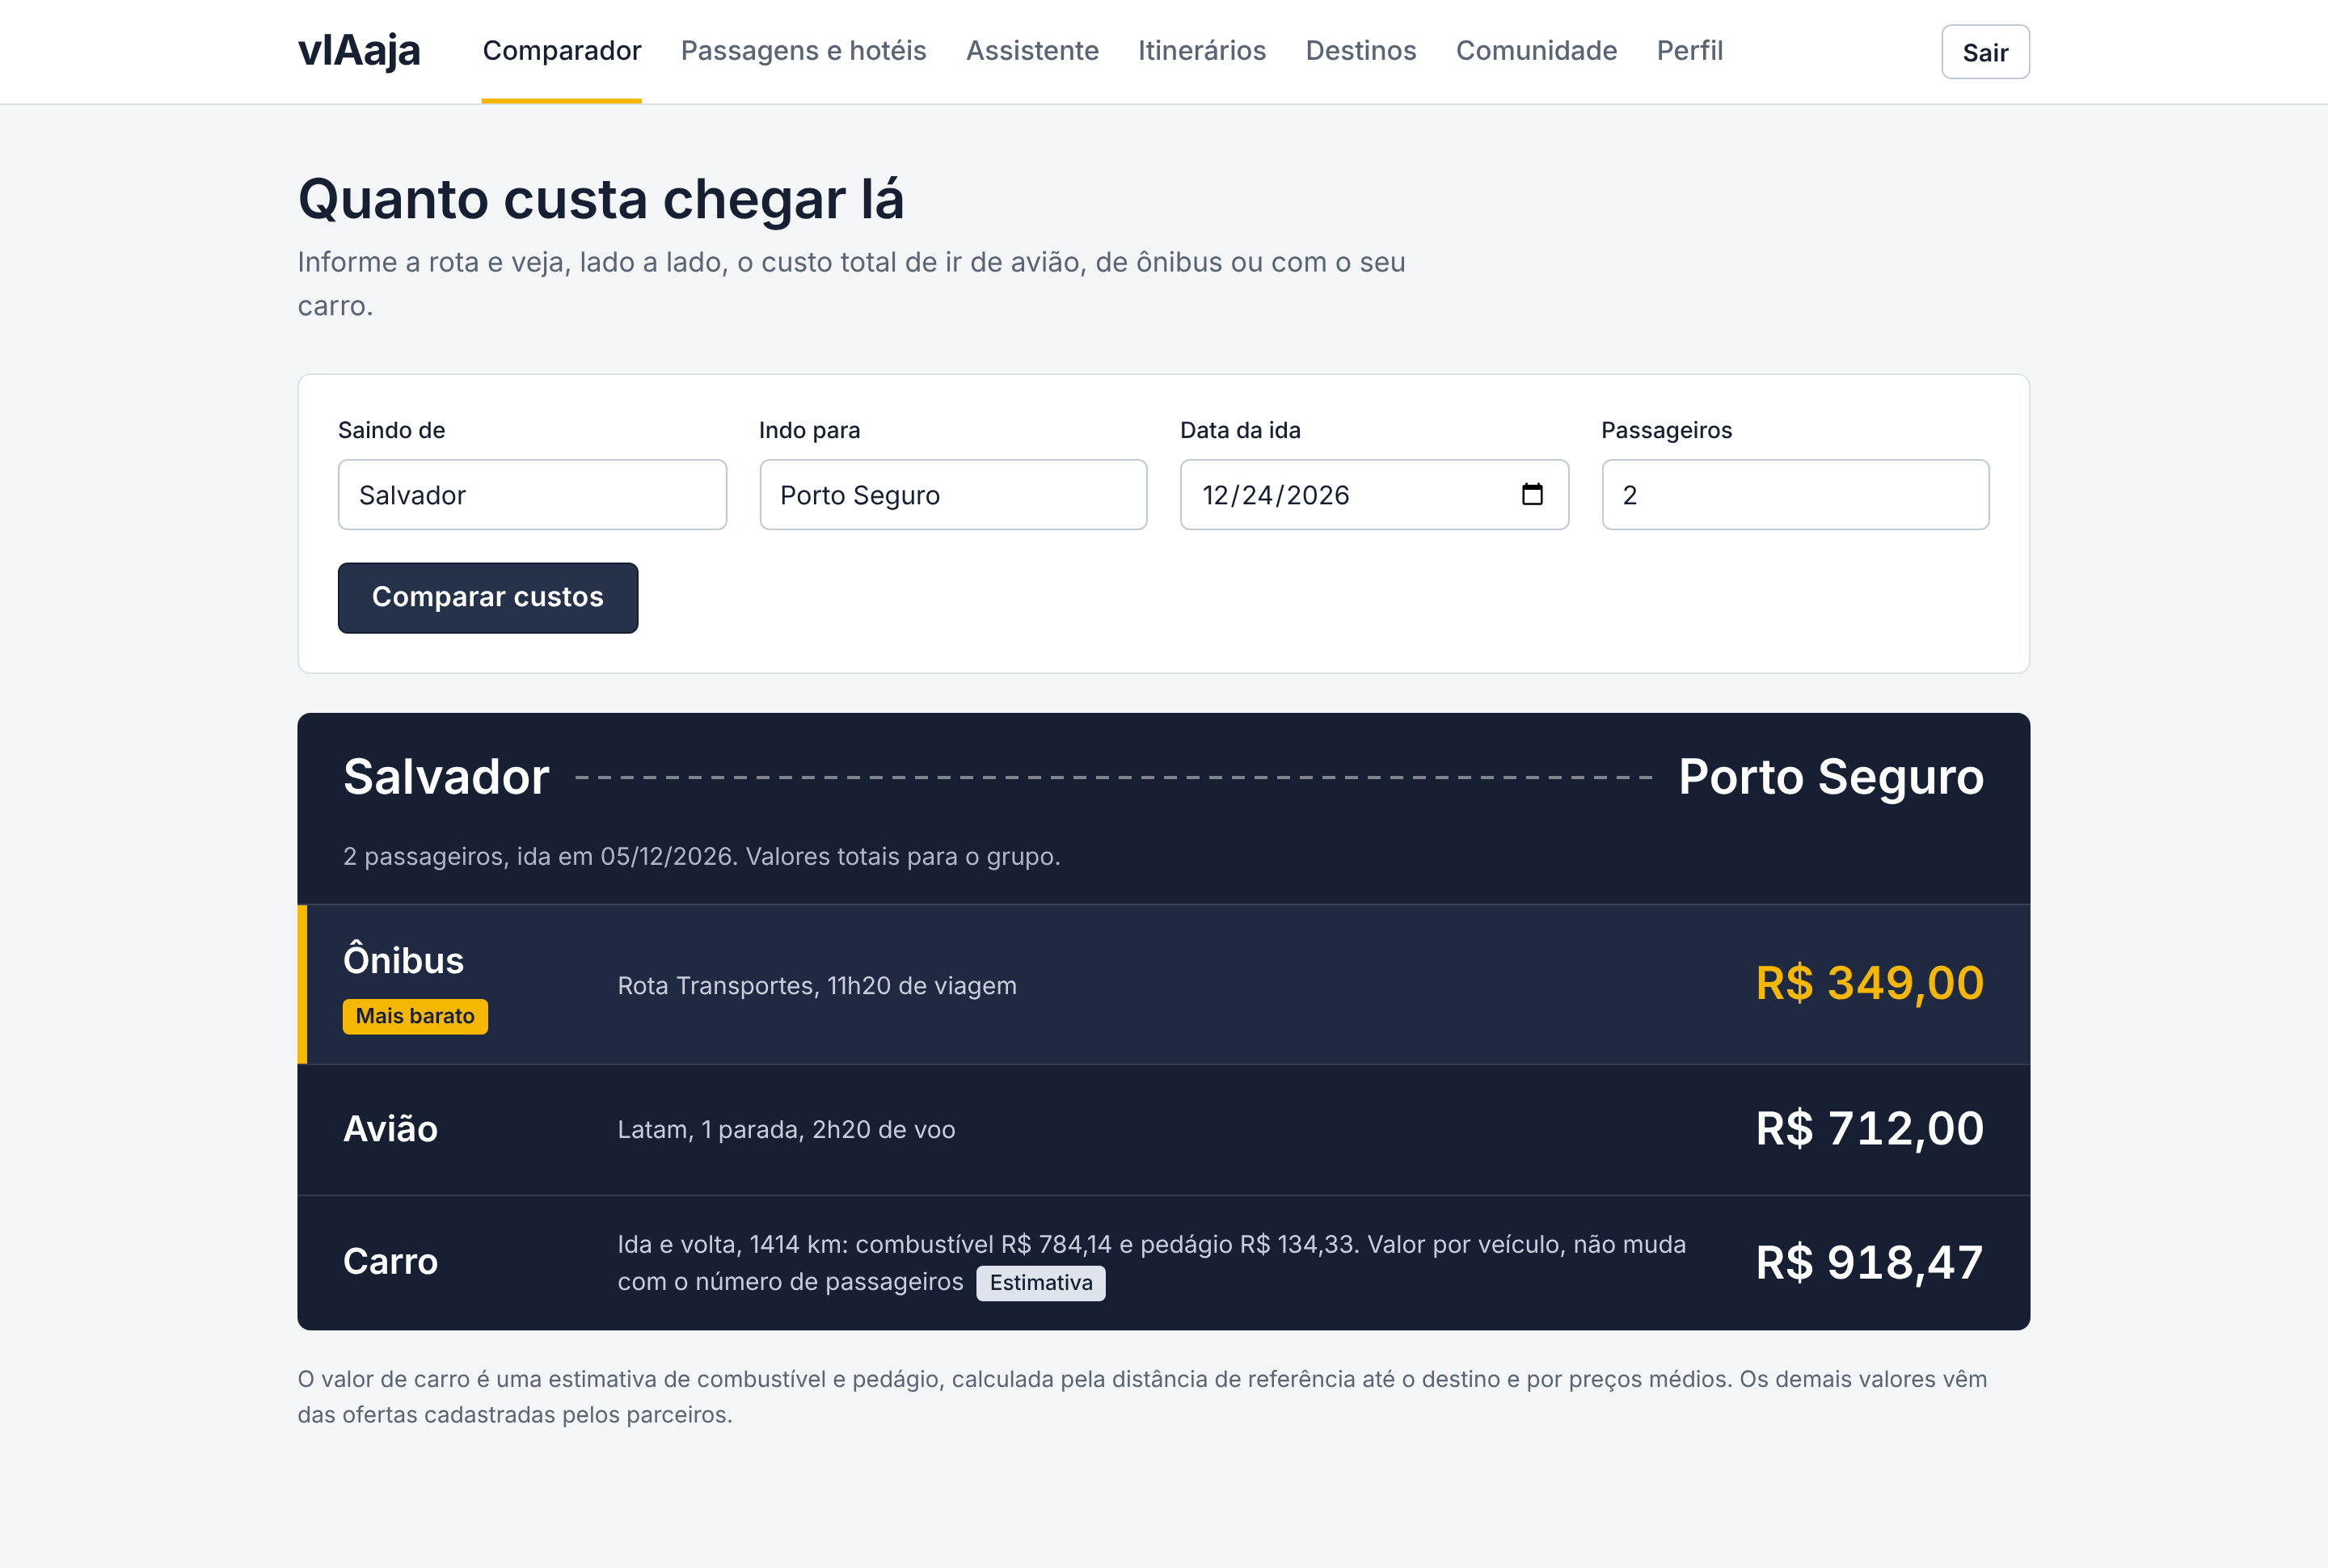 vIAaja
Comparador
Passagens e hotéis
Assistente
Itinerários
Destinos
Comunidade
Perfil
Sair
Quanto custa chegar lá
Informe a rota e veja, lado a lado, o custo total de ir de avião, de ônibus ou com o seu
carro.
Saindo de
Indo para
Data da ida
Passageiros
Salvador
Porto Seguro
12/24/2026
2
Comparar custos
Salvador
Porto Seguro
2 passageiros, ida em 05/12/2026. Valores totais para o grupo.
Ônibus
Mais barato
Rota Transportes, 11h20 de viagem
R$ 349,00
Avião
Latam, 1 parada, 2h20 de voo
R$ 712,00
Carro
Ida e volta, 1414 km: combustível R$ 784,14 e pedágio R$ 134,33. Valor por veículo, não muda
com o número de passageiros Estimativa
R$ 918,47
O valor de carro é uma estimativa de combustível e pedágio, calculada pela distância de referência até o destino e por preços médios. Os demais valores vêm
das ofertas cadastradas pelos parceiros.